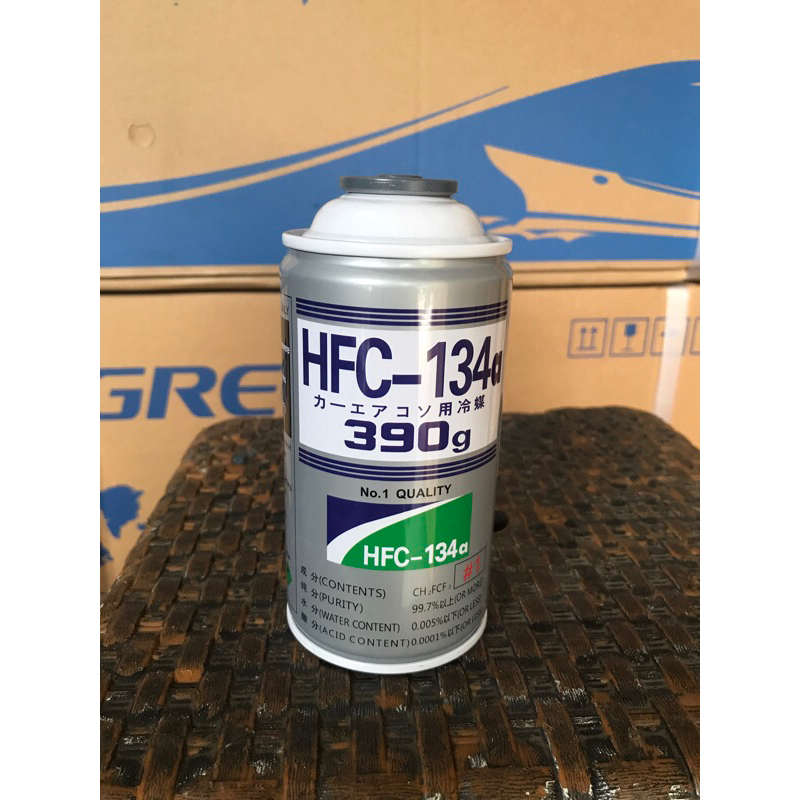 GRE
HFC-134a
カーエアコソ用冷媒
390g
No.1 QUALITY
HFC-134a
成 分(CONTENTS) CH₂FCF₃
純 分(PURITY) 99.7%以上(OR MORE)
水 分(WATER CONTENT) 0.005%以下(OR LESS)
酸 分(ACID CONTENT) 0.0001%以下(OR LESS
#1